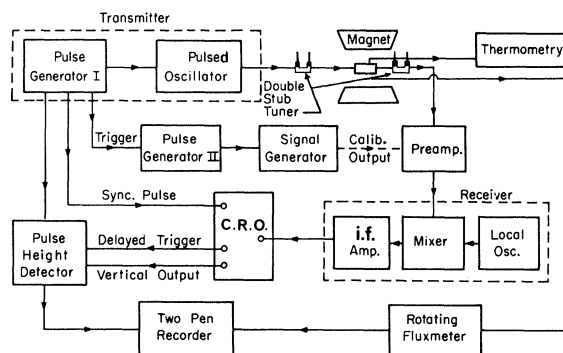 Transmitter
Pulse
Generator I
Pulsed
Oscillator
Magnet
Thermometry
Double
Stub
Tuner
Trigger
Pulse
Generator II
Signal
Generator
Calib.
Output
Preamp.
Sync. Pulse
C.R.O.
Receiver
i.f.
Amp.
Mixer
Local
Osc.
Pulse
Height
Detector
Delayed Trigger
Vertical Output
Two Pen
Recorder
Rotating
Fluxmeter